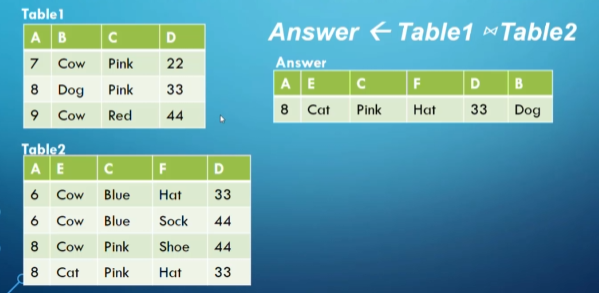 Table1
A B C D
7 Cow Pink 22
8 Dog Pink 33
9 Cow Red 44
Answer ← Table1 ⋈Table2
Answer
A E C F D B
8 Cat Pink Hat 33 Dog
Table2
A E C F D
6 Cow Blue Hat 33
6 Cow Blue Sock 44
8 Cow Pink Shoe 44
8 Cat Pink Hat 33